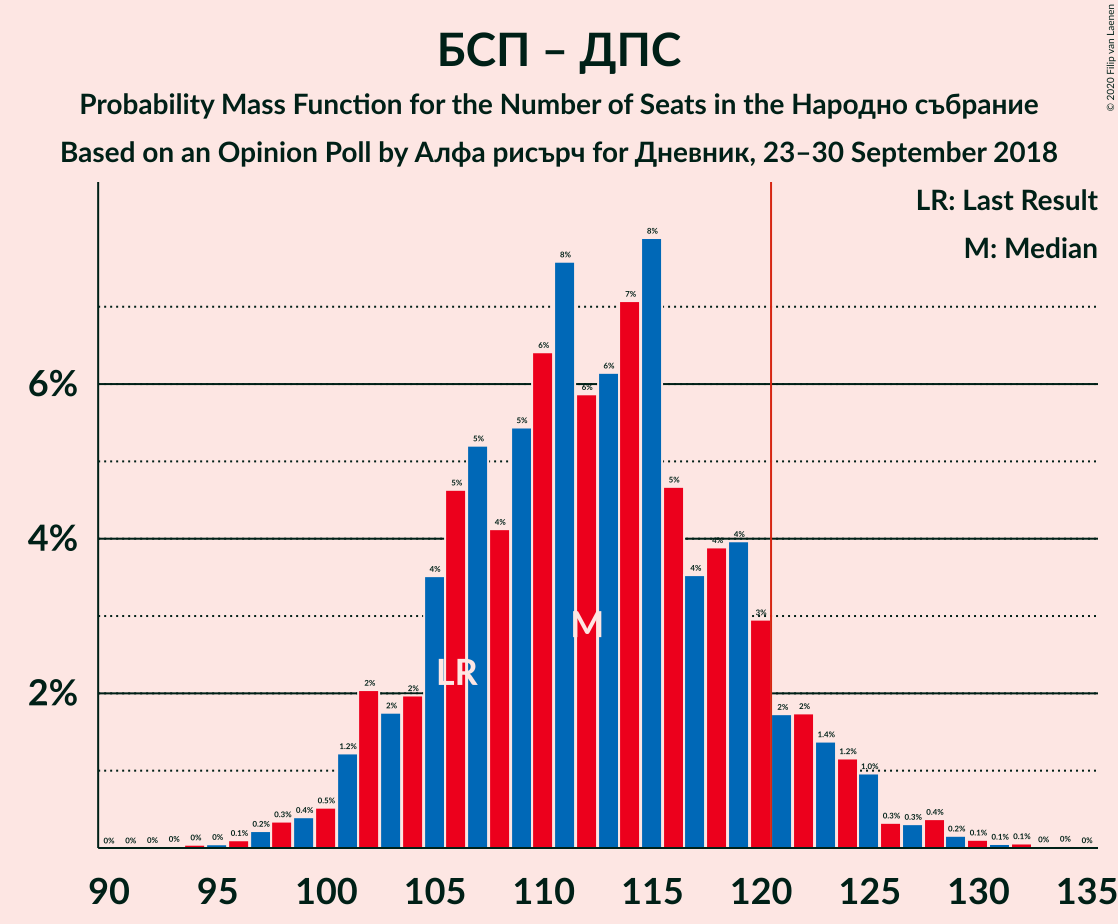 БСП – ДПС
Probability Mass Function for the Number of Seats in the Народно събрание
Based on an Opinion Poll by Алфа рисърч for Дневник, 23–30 September 2018
© 2020 Filip van Laenen
LR: Last Result
M: Median
6%
4%
2%
0% 0% 0% 0% 0% 0% 0.1% 0.2% 0.3% 0.4% 0.5% 1.2% 2% 2% 2% 4% 5% 5% 4% 5% 6% 8% 6% 6% 7% 8% 5% 4% 4% 4% 3% 2% 2% 1.4% 1.2% 1.0% 0.3% 0.3% 0.4% 0.2% 0.1% 0.1% 0.1% 0% 0% 0%
M
LR
90 95 100 105 110 115 120 125 130 135